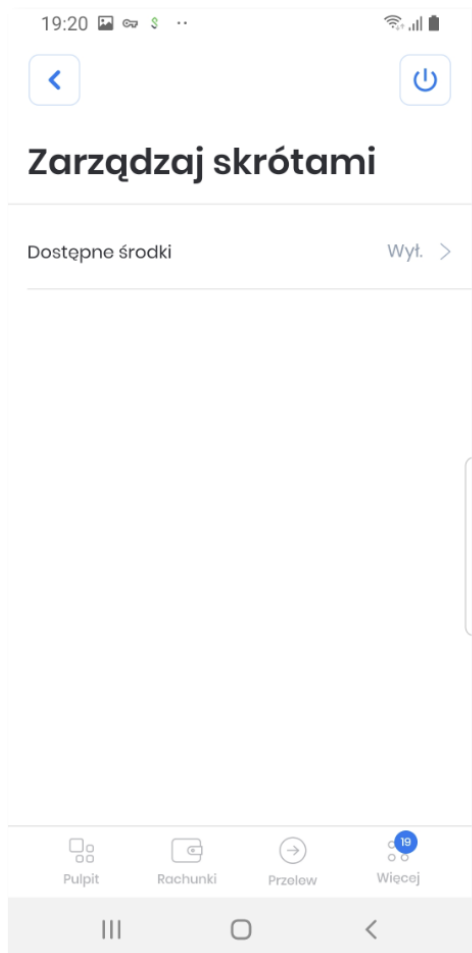 19:20
Zarządzaj skrótami
Dostępne środki Wył.
19
Pulpit Rachunki Przelew Więcej